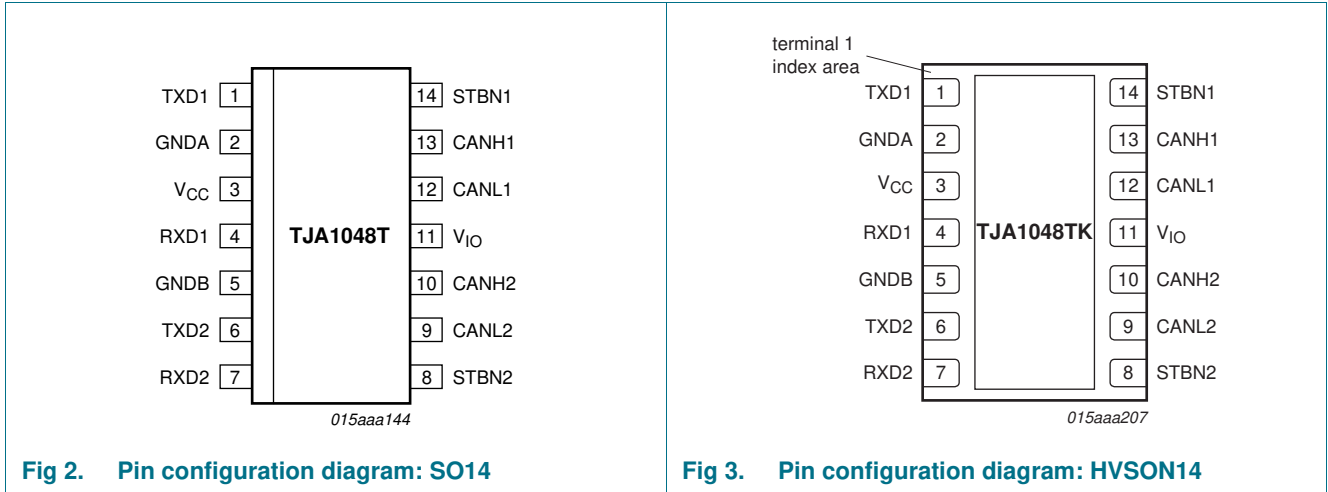 TXD1 1 14 STBN1
GNDA 2 13 CANH1
VCC 3 12 CANL1
RXD1 4 TJA1048T 11 VIO
GNDB 5 10 CANH2
TXD2 6 9 CANL2
RXD2 7 8 STBN2
015aaa144
Fig 2. Pin configuration diagram: SO14
terminal 1
index area
TXD1 1 14 STBN1
GNDA 2 13 CANH1
VCC 3 12 CANL1
RXD1 4 TJA1048TK 11 VIO
GNDB 5 10 CANH2
TXD2 6 9 CANL2
RXD2 7 8 STBN2
015aaa207
Fig 3. Pin configuration diagram: HVSON14